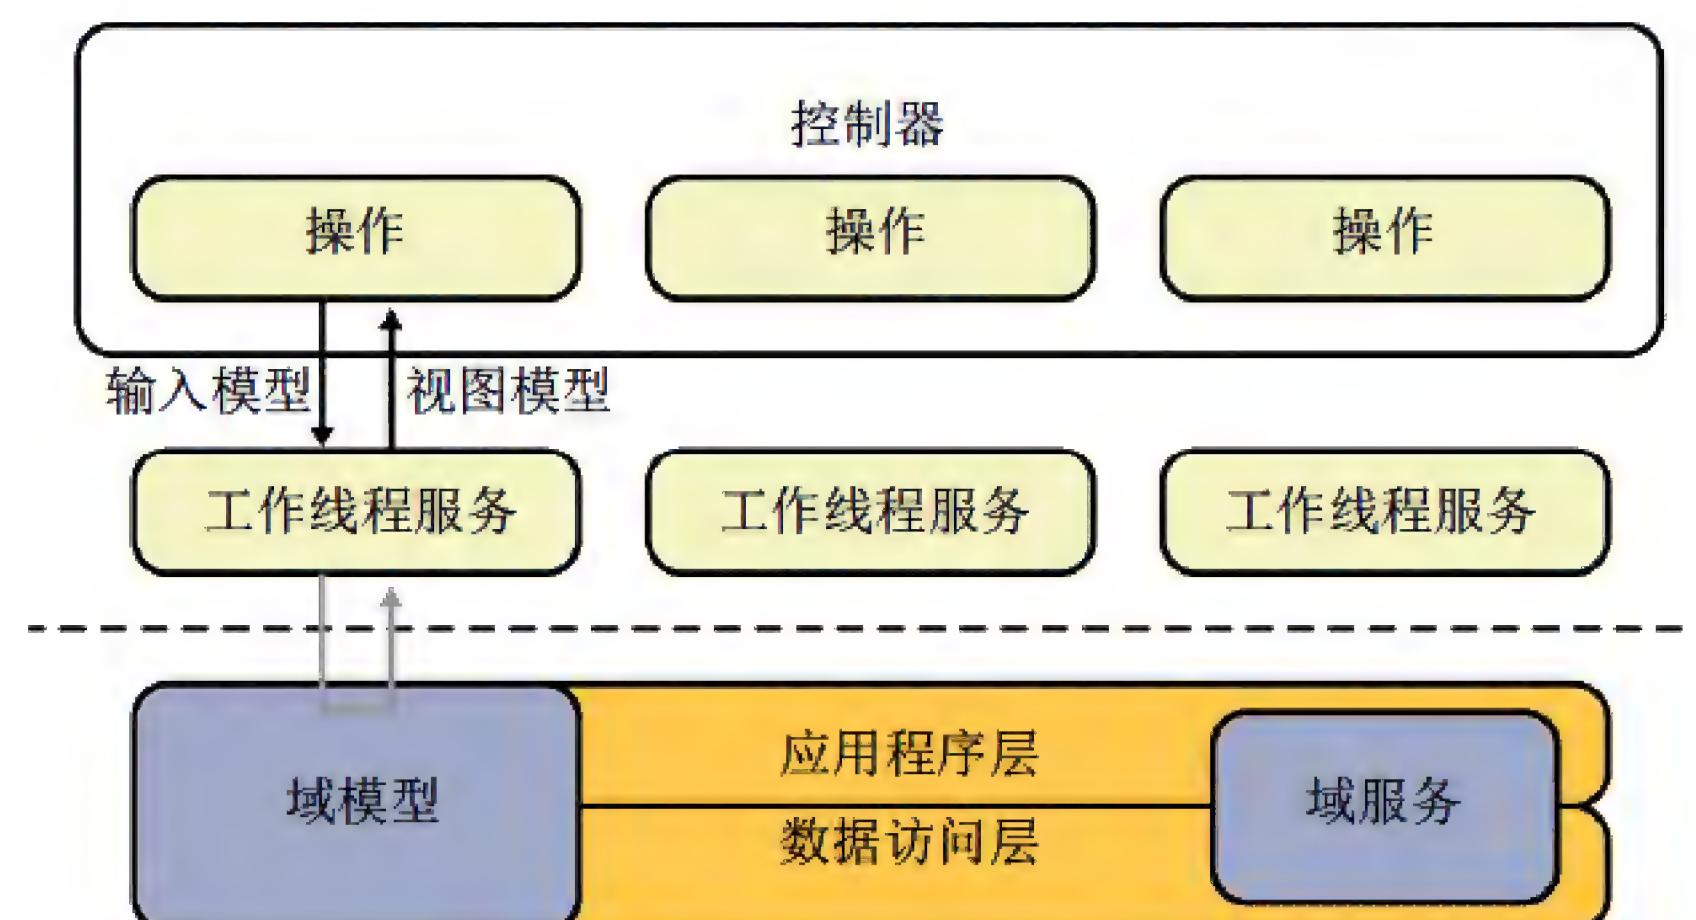 控制器
操作
操作
操作
输入模型
视图模型
工作线程服务
工作线程服务
工作线程服务
应用程序层
域模型
域服务
数据访问层